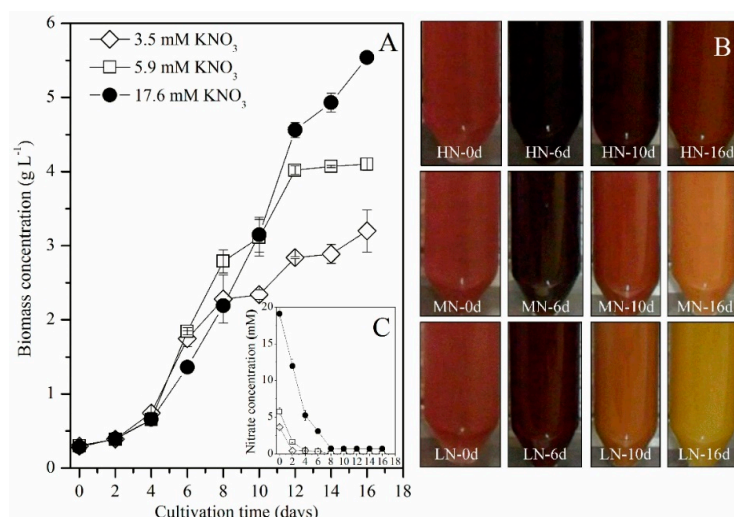 A
3.5 mM KNO₃
5.9 mM KNO₃
17.6 mM KNO₃
Biomass concentration (g L⁻¹)
6
5
4
3
2
1
0
0 2 4 6 8 10 12 14 16 18
Cultivation time (days)
C
Nitrate concentration (mM)
20
15
10
5
0
0 2 4 6 8 10 12 14 16 18
B
HN-0d HN-6d HN-10d HN-16d
MN-0d MN-6d MN-10d MN-16d
LN-0d LN-6d LN-10d LN-16d